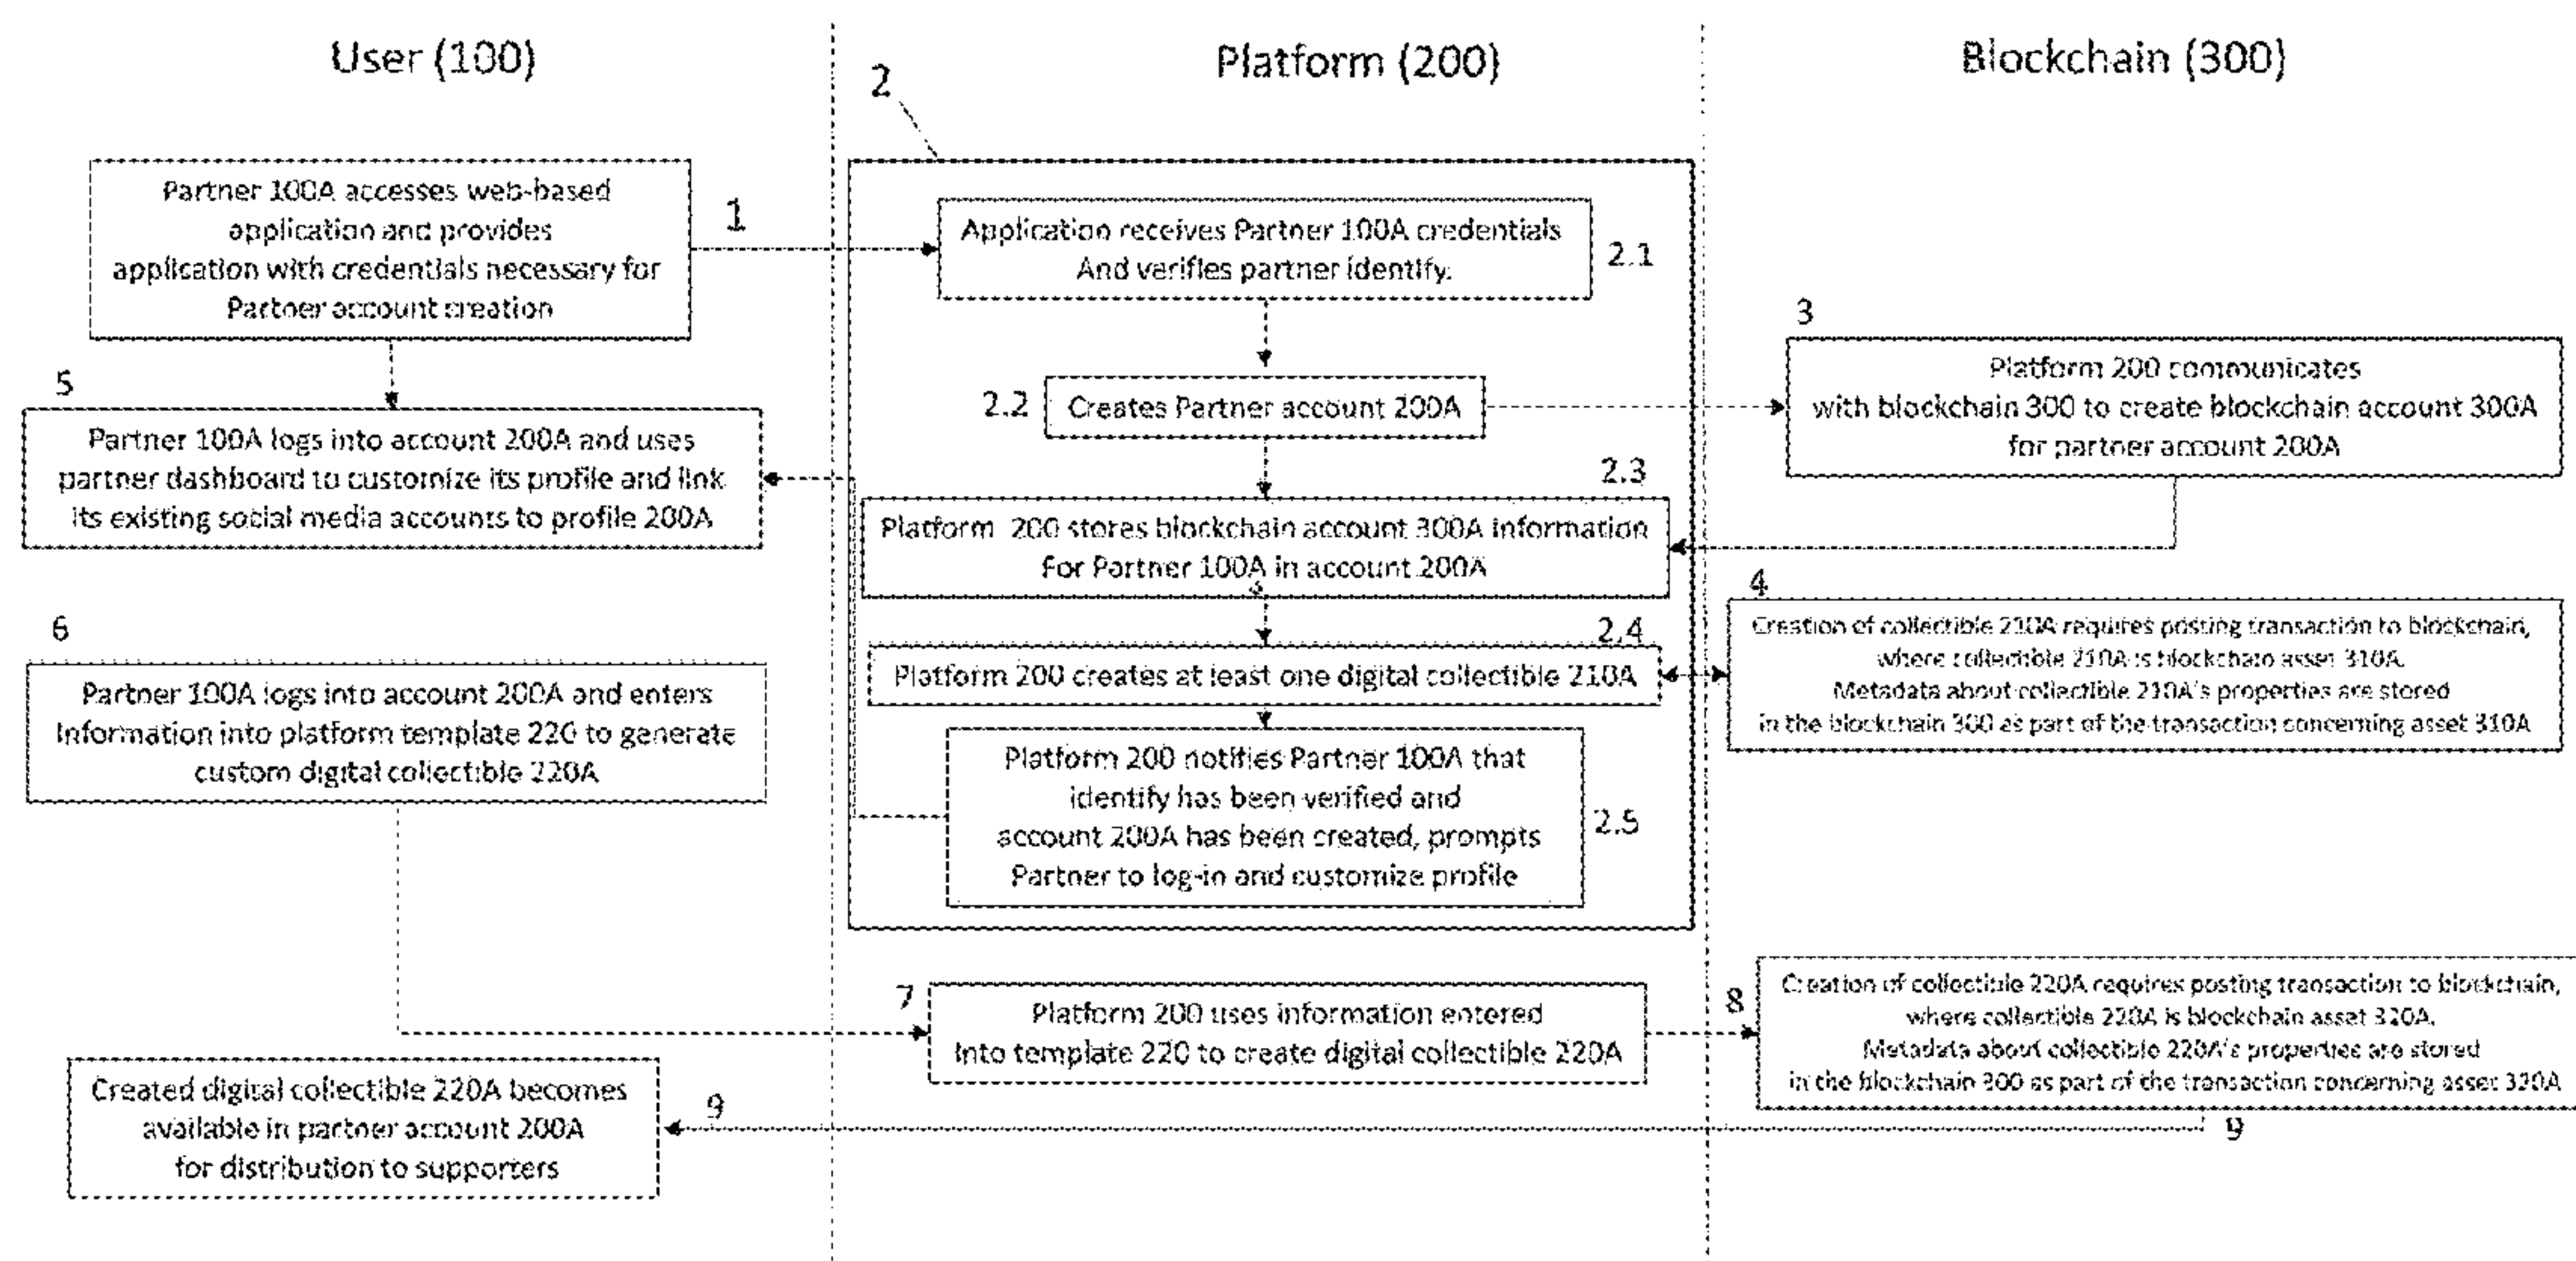 User (100)
Platform (200)
Blockchain (300)
2
Partner 100A accesses web-based
application and provides
application with credentials necessary for
Partner account creation
1
Application receives Partner 100A credentials
And verifies partner identify.
2.1
2.2
Creates Partner account 200A
3
Platform 200 communicates
with blockchain 300 to create blockchain account 300A
for partner account 200A
5
Partner 100A logs into account 200A and uses
partner dashboard to customize its profile and link
its existing social media accounts to profile 200A
2.3
Platform 200 stores blockchain account 300A information
For Partner 100A in account 200A
4
Creation of collectible 210A requires posting transaction to blockchain,
where collectible 210A is blockchain asset 310A.
Metadata about collectible 210A's properties are stored
in the blockchain 300 as part of the transaction concerning asset 310A
2.4
Platform 200 creates at least one digital collectible 210A
6
Partner 100A logs into account 200A and enters
Information into platform template 220 to generate
custom digital collectible 220A
Platform 200 notifies Partner 100A that
identify has been verified and
account 200A has been created, prompts
Partner to log-in and customize profile
2.5
7
Platform 200 uses information entered
Into template 220 to create digital collectible 220A
8
Creation of collectible 220A requires posting transaction to blockchain,
where collectible 220A is blockchain asset 320A.
Metadata about collectible 220A's properties are stored
in the blockchain 300 as part of the transaction concerning asset 320A
Created digital collectible 220A becomes
available in partner account 200A
for distribution to supporters
9
9